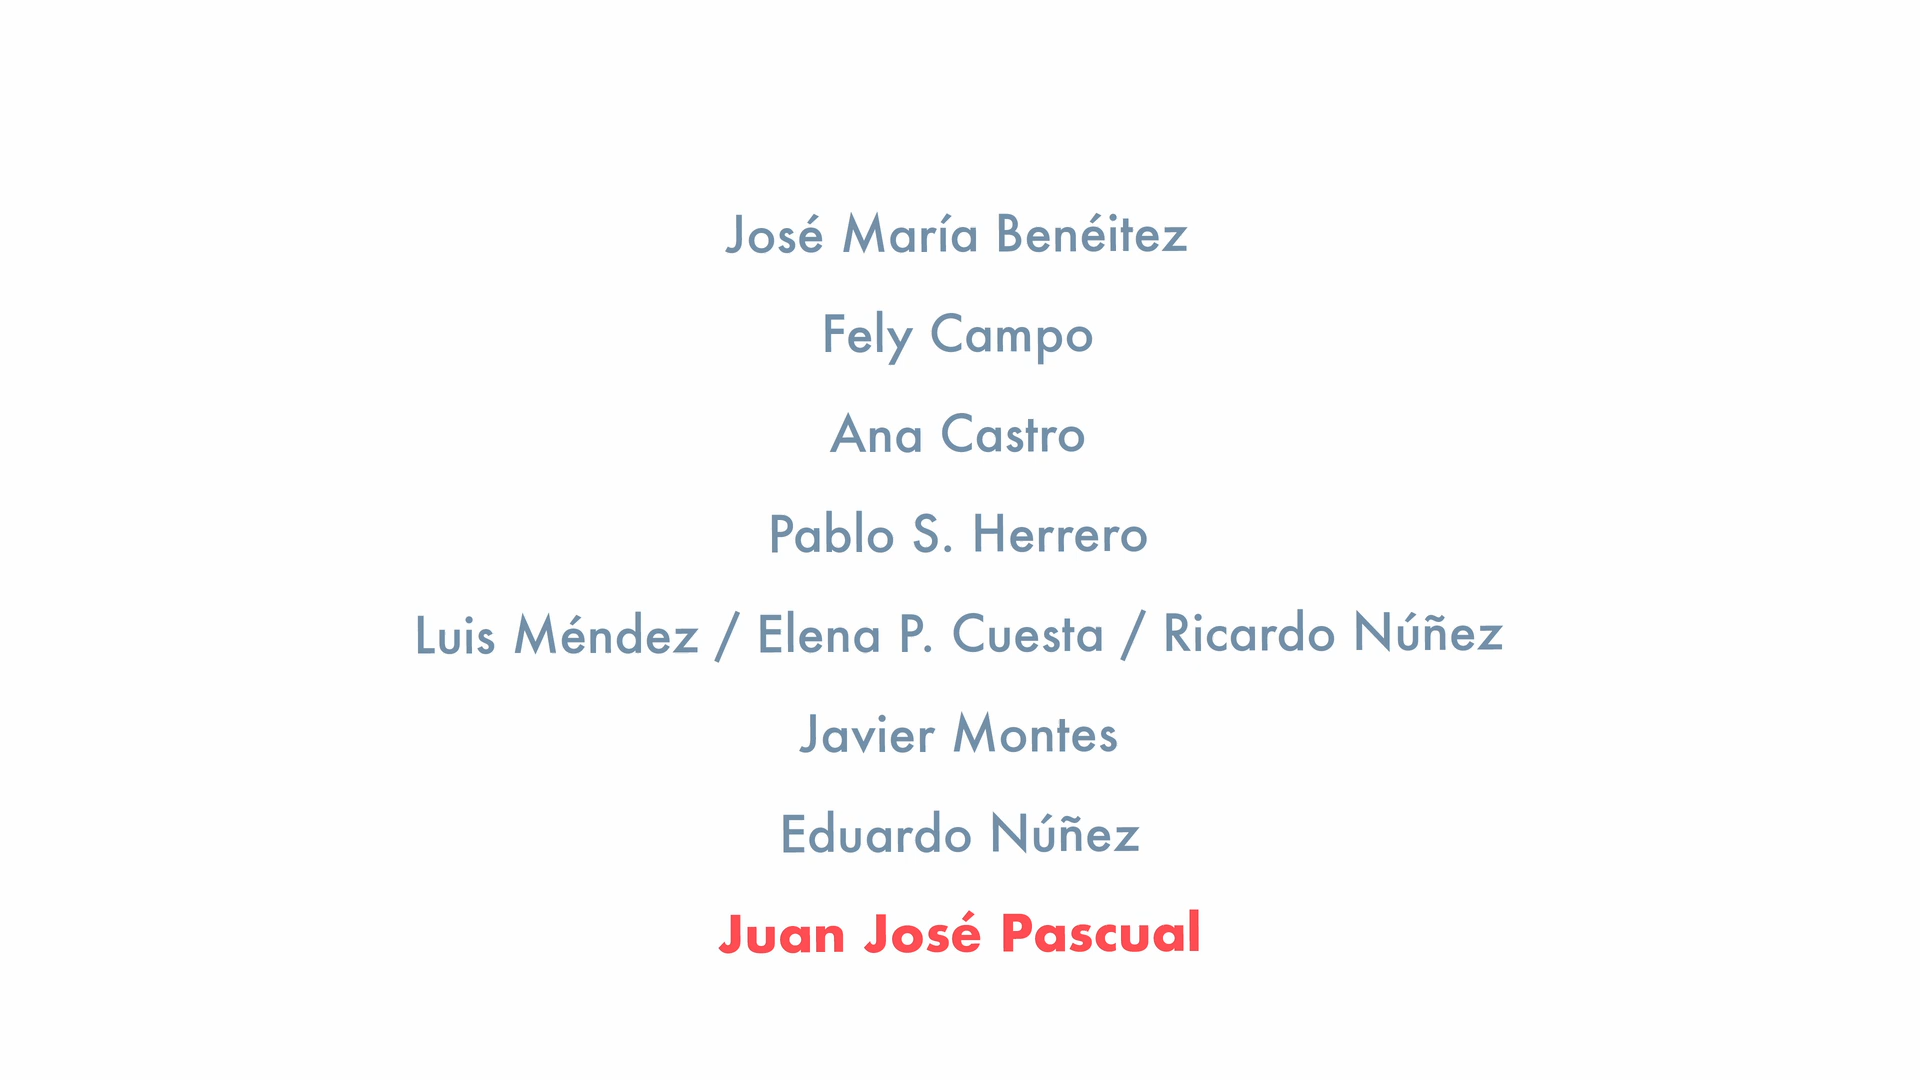 José María Benéitez
Fely Campo
Ana Castro
Pablo S. Herrero
Luis Méndez / Elena P. Cuesta / Ricardo Núñez
Javier Montes
Eduardo Núñez
Juan José Pascual